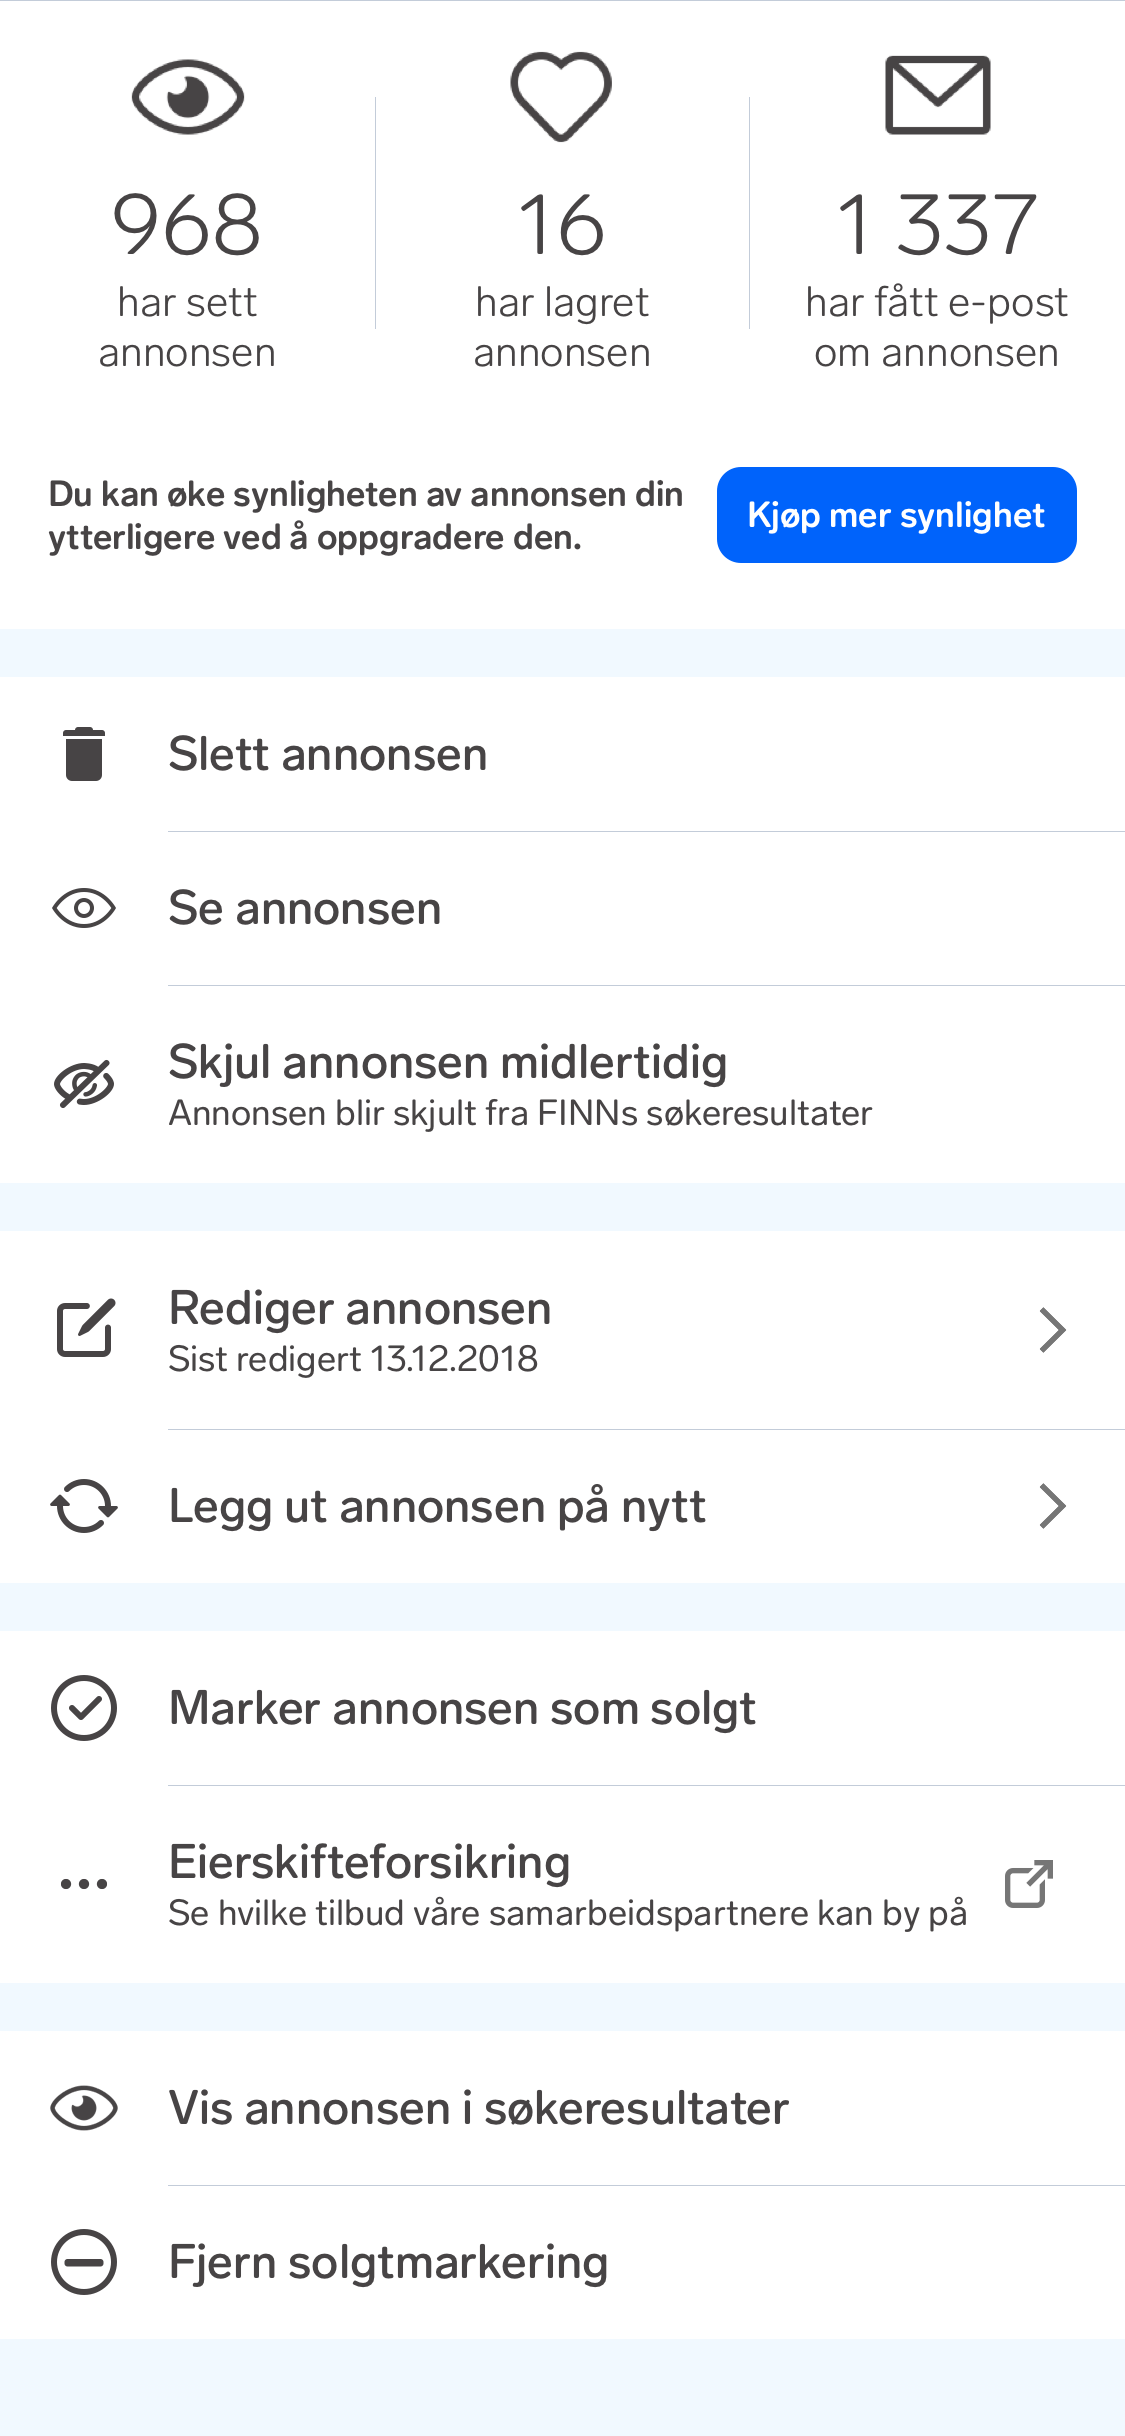 968
har sett
annonsen
16
har lagret
annonsen
1 337
har fått e-post
om annonsen
Du kan øke synligheten av annonsen din
ytterligere ved å oppgradere den.
Kjøp mer synlighet
Slett annonsen
Se annonsen
Skjul annonsen midlertidig
Annonsen blir skjult fra FINNs søkeresultater
Rediger annonsen
Sist redigert 13.12.2018
Legg ut annonsen på nytt
Marker annonsen som solgt
Eierskifteforsikring
Se hvilke tilbud våre samarbeidspartnere kan by på
Vis annonsen i søkeresultater
Fjern solgtmarkering